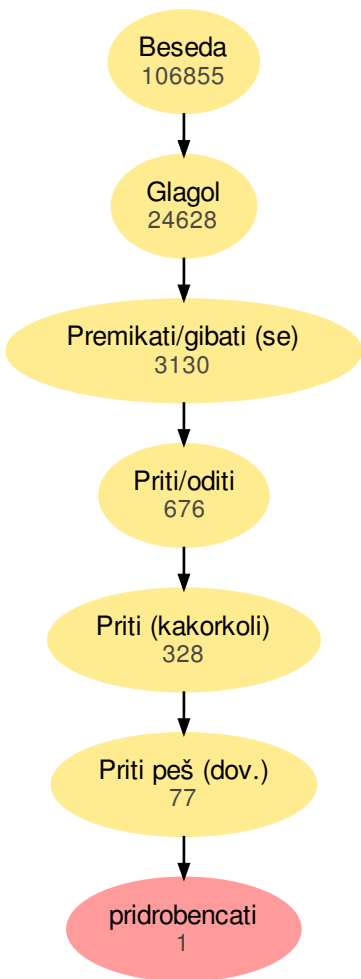 Beseda
106855
Glagol
24628
Premikati/gibati (se)
3130
Priti/oditi
676
Priti (kakorkoli)
328
Priti peš (dov.)
77
pridrobencati
1